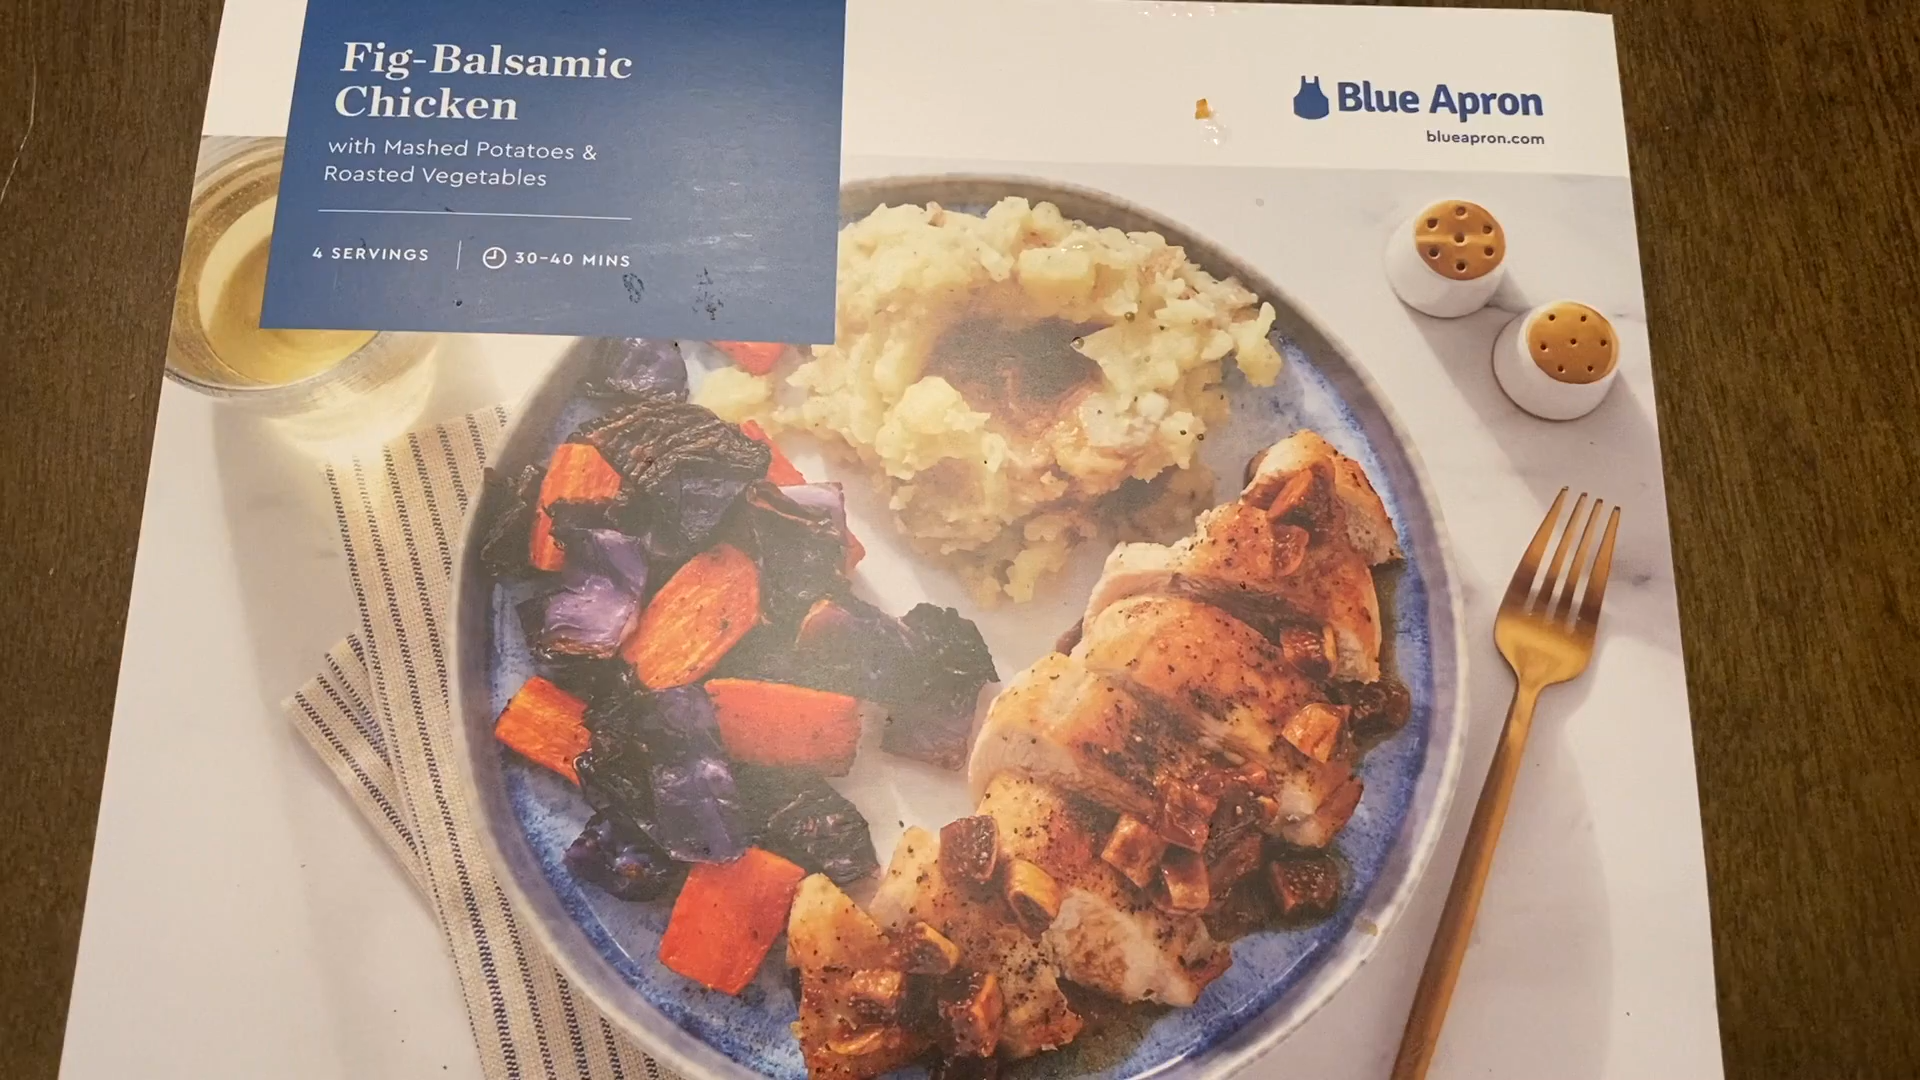 Fig-Balsamic
Chicken
with Mashed Potatoes &
Roasted Vegetables
4 SERVINGS
30-40 MINS
Blue Apron
blueapron.com